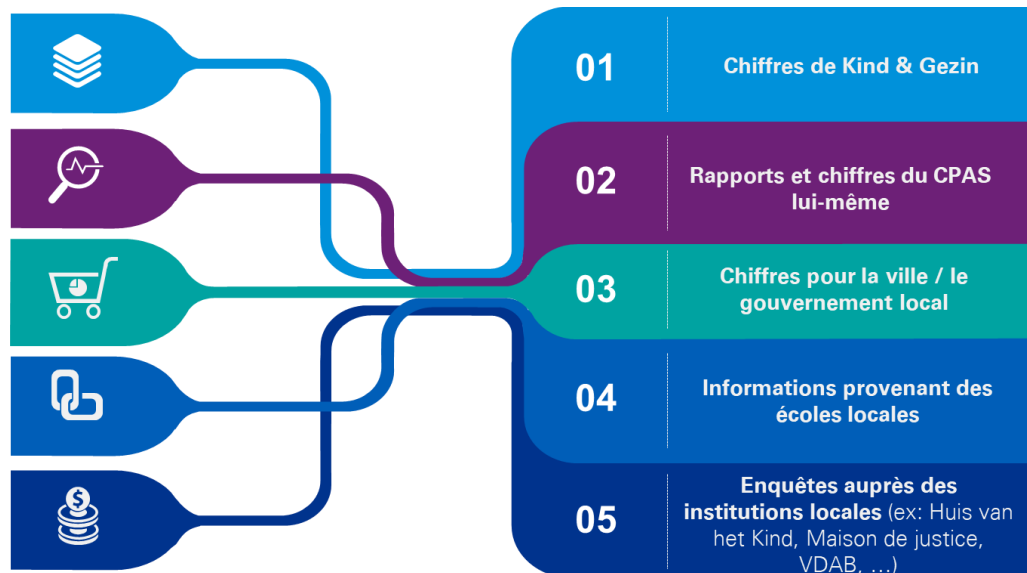 01
Chiffres de Kind & Gezin
02
Rapports et chiffres du CPAS
lui-même
03
Chiffres pour la ville / le
gouvernement local
04
Informations provenant des
écoles locales
05
Enquêtes auprès des
institutions locales (ex: Huis van
het Kind, Maison de justice,
VDAB, ...)
$